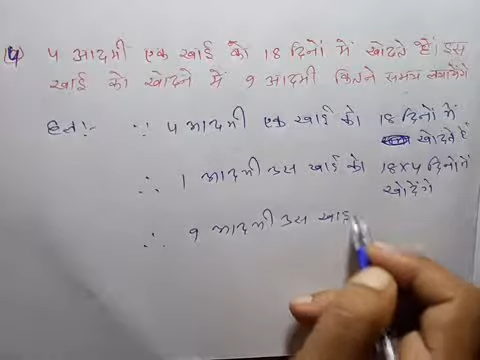 (4) 4 आदमी एक खाई को 18 दिनों में खोदते हैं। इस
खाई को खोदने में 9 आदमी कितने समय लगायेंगे
हल:- ∵ 4 आदमी एक खाई को 18 दिनों में
खोदते हैं
∴ 1 आदमी उस खाई को 18×4 दिनों में
खोदेंगे
∴ 9 आदमी उस खाई